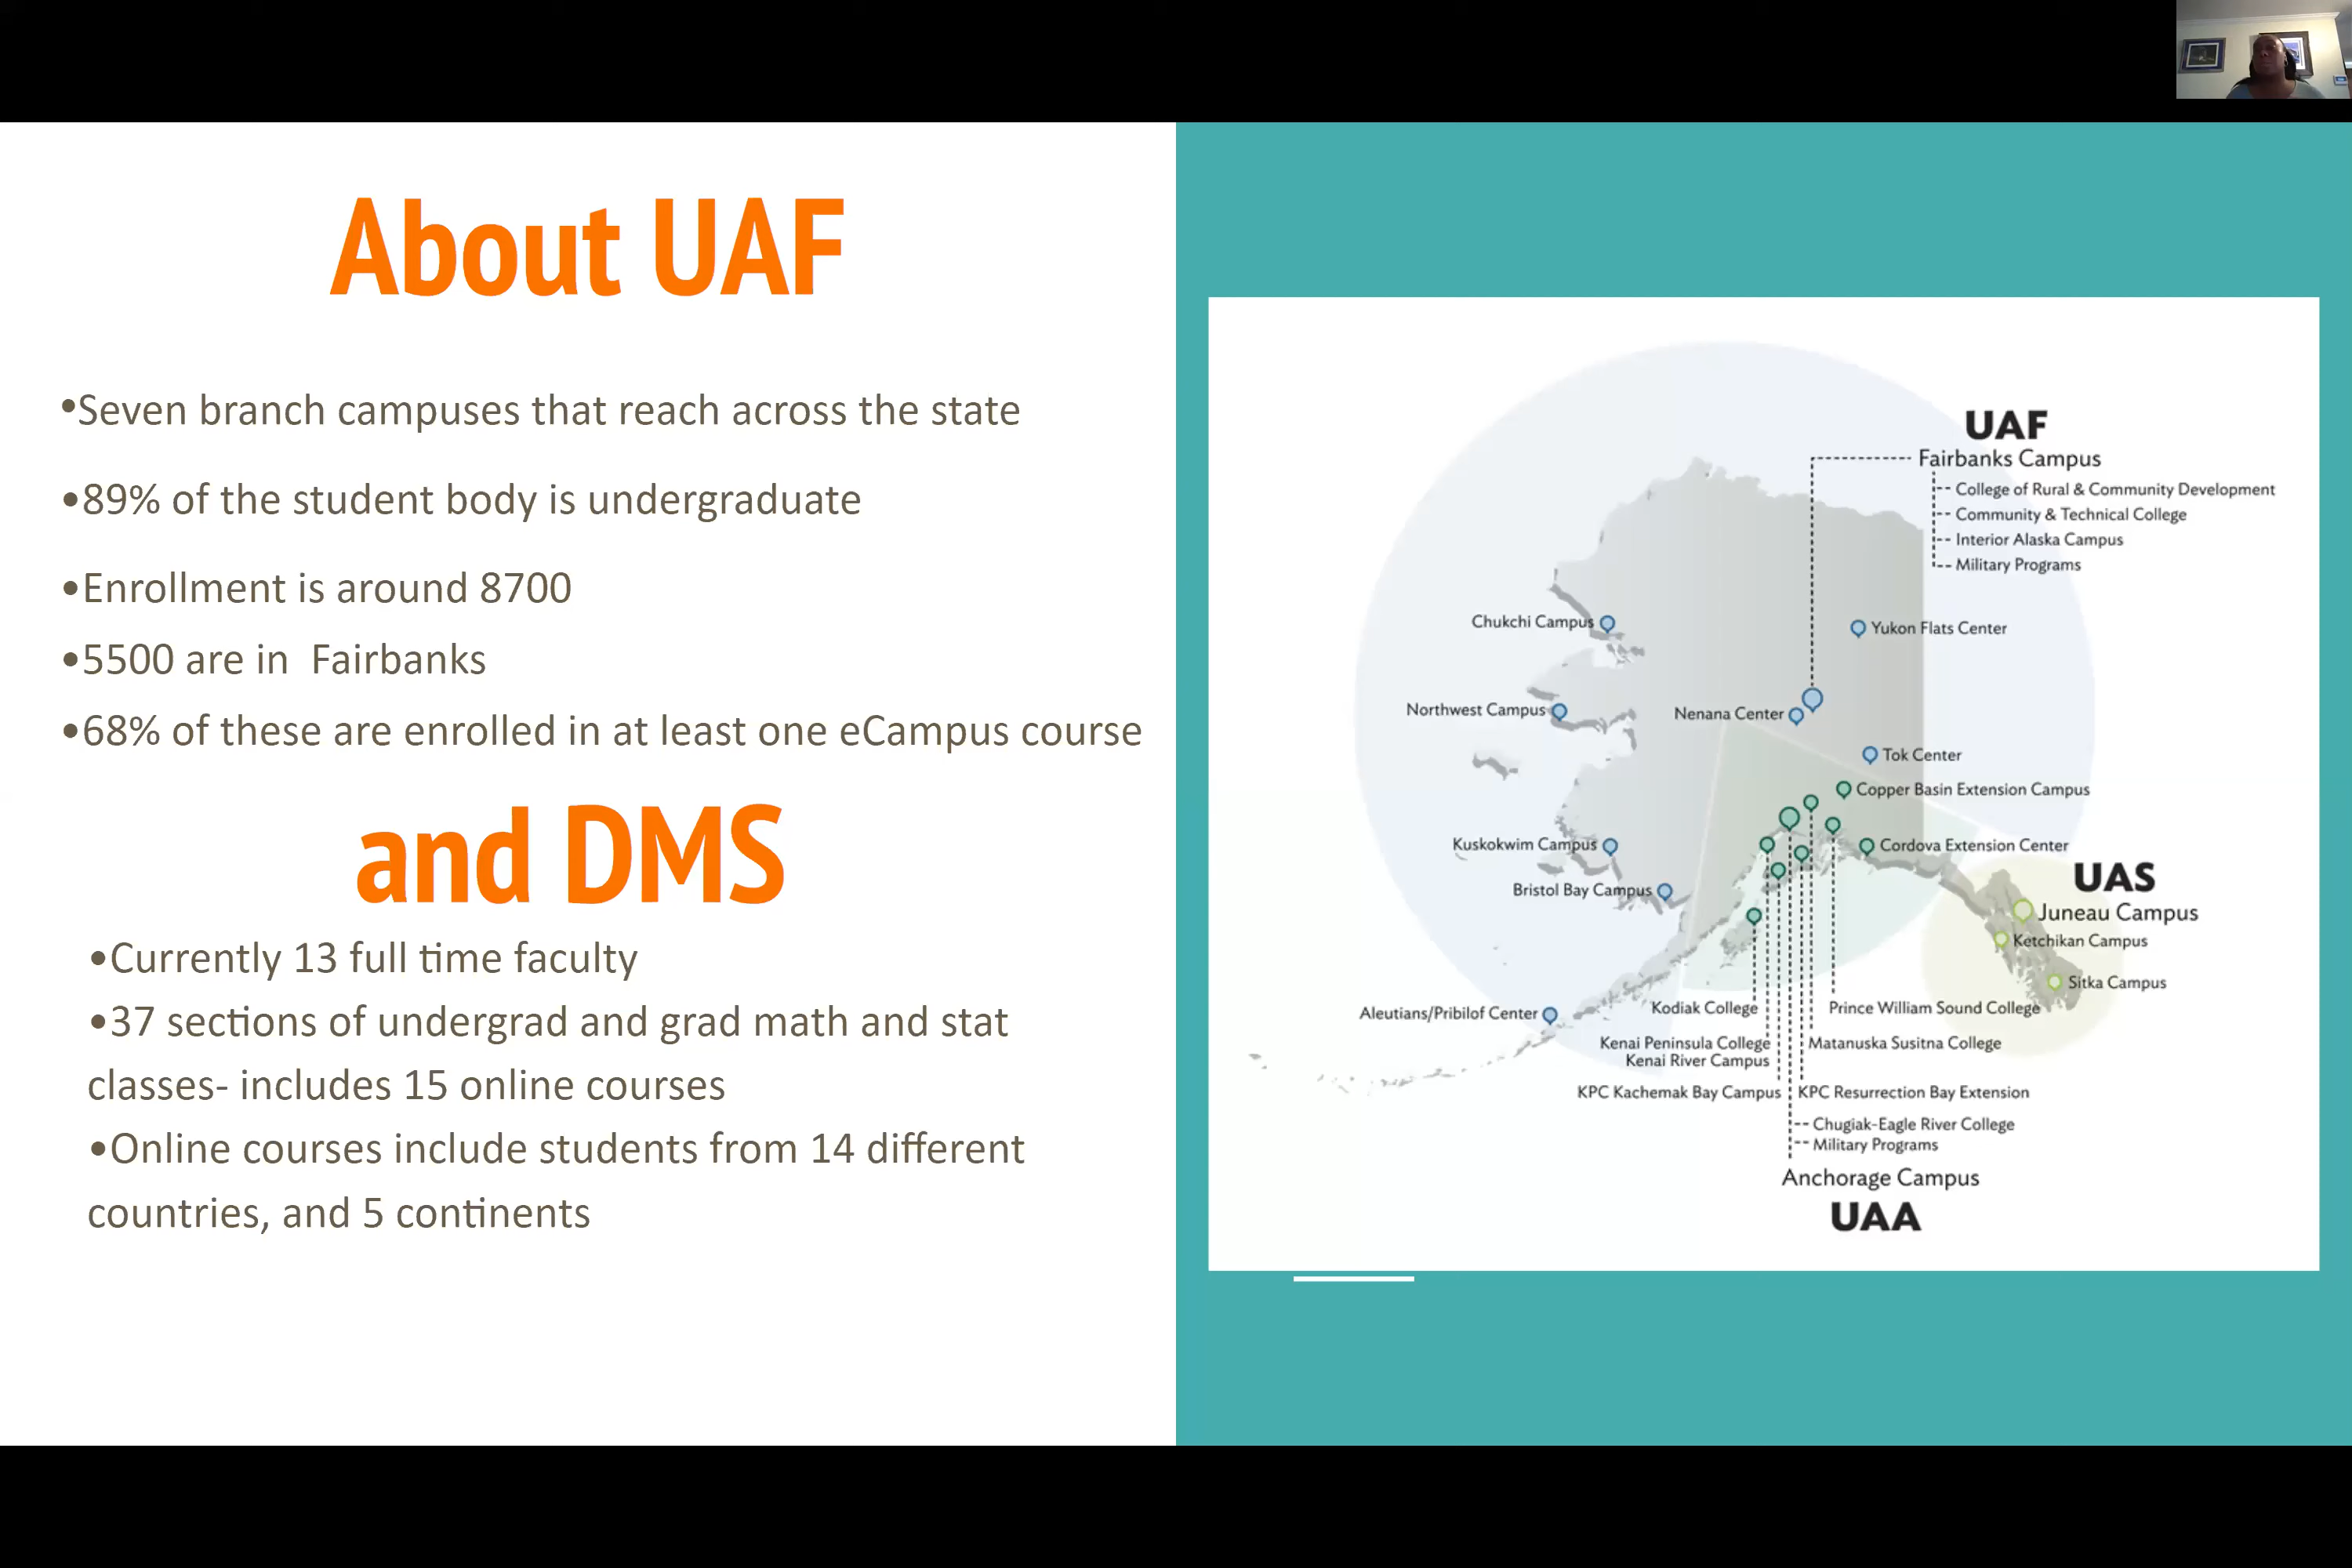 About UAF
•Seven branch campuses that reach across the state
•89% of the student body is undergraduate
•Enrollment is around 8700
•5500 are in  Fairbanks
•68% of these are enrolled in at least one eCampus course
and DMS
•Currently 13 full time faculty
•37 sections of undergrad and grad math and stat
classes- includes 15 online courses
•Online courses include students from 14 different
countries, and 5 continents
UAF
Fairbanks Campus
College of Rural & Community Development
Community & Technical College
Interior Alaska Campus
Military Programs
Chukchi Campus
Yukon Flats Center
Northwest Campus
Nenana Center
Tok Center
Copper Basin Extension Campus
Kuskokwim Campus
Cordova Extension Center
Bristol Bay Campus
UAS
Juneau Campus
Ketchikan Campus
Sitka Campus
Aleutians/Pribilof Center
Kodiak College
Prince William Sound College
Kenai Peninsula College
Kenai River Campus
Matanuska Susitna College
KPC Kachemak Bay Campus
KPC Resurrection Bay Extension
Chugiak-Eagle River College
Military Programs
Anchorage Campus
UAA